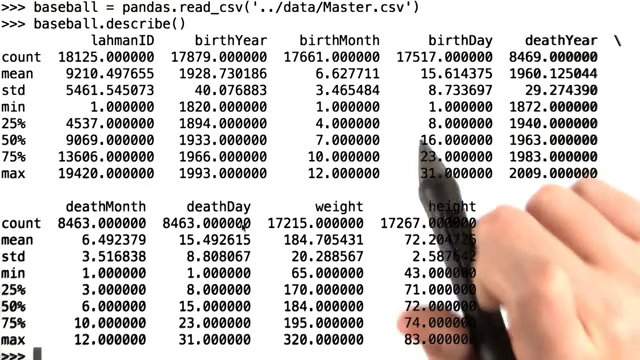 >>> baseball = pandas.read_csv('../data/Master.csv')
>>> baseball.describe()
lahmanID birthYear birthMonth birthDay deathYear \
count 18125.000000 17879.000000 17661.000000 17517.000000 8469.000000
mean 9210.497655 1928.730186 6.627711 15.614375 1960.125044
std 5461.545073 40.076883 3.465484 8.733697 29.274390
min 1.000000 1820.000000 1.000000 1.000000 1872.000000
25% 4537.000000 1894.000000 4.000000 8.000000 1940.000000
50% 9069.000000 1933.000000 7.000000 16.000000 1963.000000
75% 13606.000000 1966.000000 10.000000 23.000000 1983.000000
max 19420.000000 1993.000000 12.000000 31.000000 2009.000000
deathMonth deathDay weight height
count 8463.000000 8463.000000 17215.000000 17267.000000
mean 6.492379 15.492615 184.705431 72.204726
std 3.516838 8.808067 20.288567
min 1.000000 1.000000 65.000000 43.000000
25% 3.000000 8.000000 170.000000 71.000000
50% 6.000000 15.000000 184.000000 72.000000
75% 10.000000 23.000000 195.000000 74.000000
max 12.000000 31.000000 320.000000 83.000000
>>>